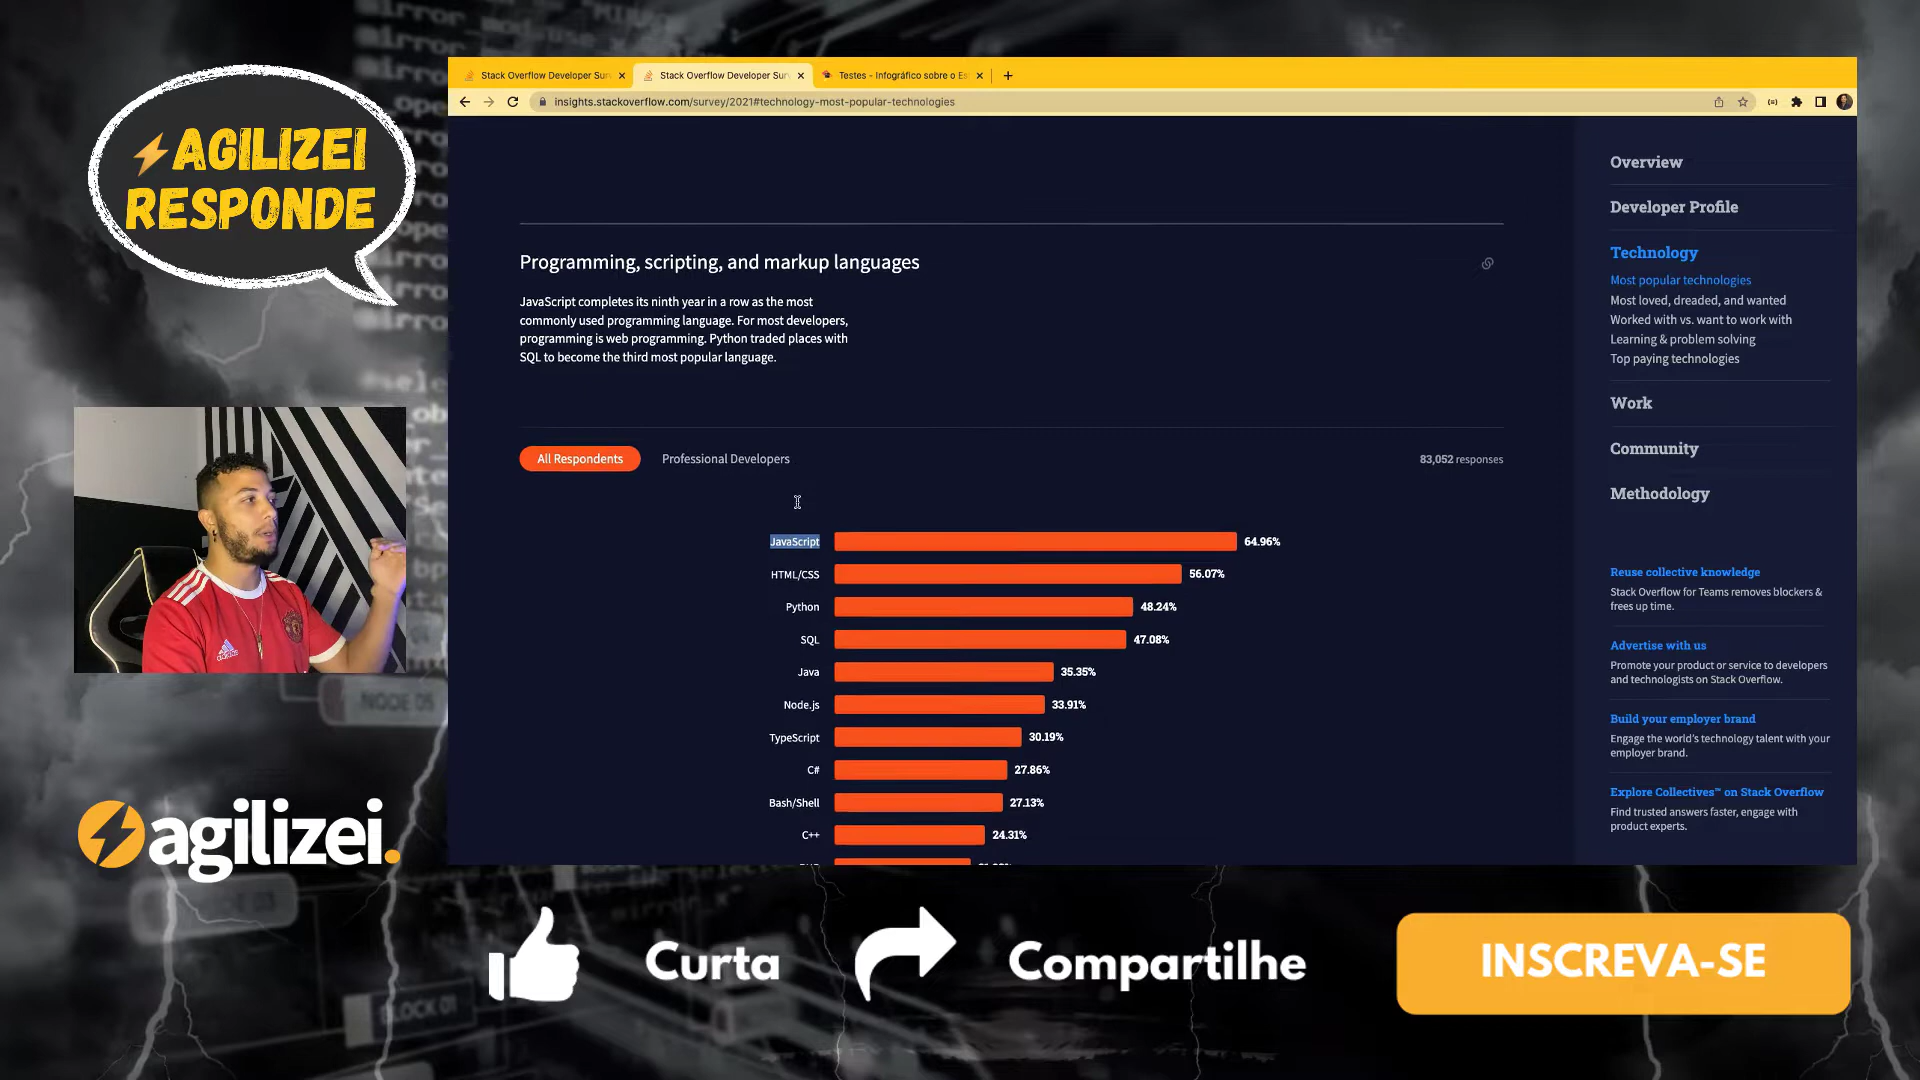 ⚡AGILIZEI
RESPONDE
Stack Overflow Developer Sur
Stack Overflow Developer Sur
Testes - Infográfico sobre o Es
insights.stackoverflow.com/survey/2021#technology-most-popular-technologies
Programming, scripting, and markup languages
JavaScript completes its ninth year in a row as the most
commonly used programming language. For most developers,
programming is web programming. Python traded places with
SQL to become the third most popular language.
All Respondents
Professional Developers
83,052 responses
JavaScript 64.96%
HTML/CSS 56.07%
Python 48.24%
SQL 47.08%
Java 35.35%
Node.js 33.91%
TypeScript 30.19%
C# 27.86%
Bash/Shell 27.13%
C++ 24.31%
Overview
Developer Profile
Technology
Most popular technologies
Most loved, dreaded, and wanted
Worked with vs. want to work with
Learning & problem solving
Top paying technologies
Work
Community
Methodology
Reuse collective knowledge
Stack Overflow for Teams removes blockers &
frees up time.
Advertise with us
Promote your product or service to developers
and technologists on Stack Overflow.
Build your employer brand
Engage the world's technology talent with your
employer brand.
Explore Collectives™ on Stack Overflow
Find trusted answers faster, engage with
product experts.
adidas
NODE 05
agilizei.
BLOCK 01
Curta
Compartilhe
INSCREVA-SE